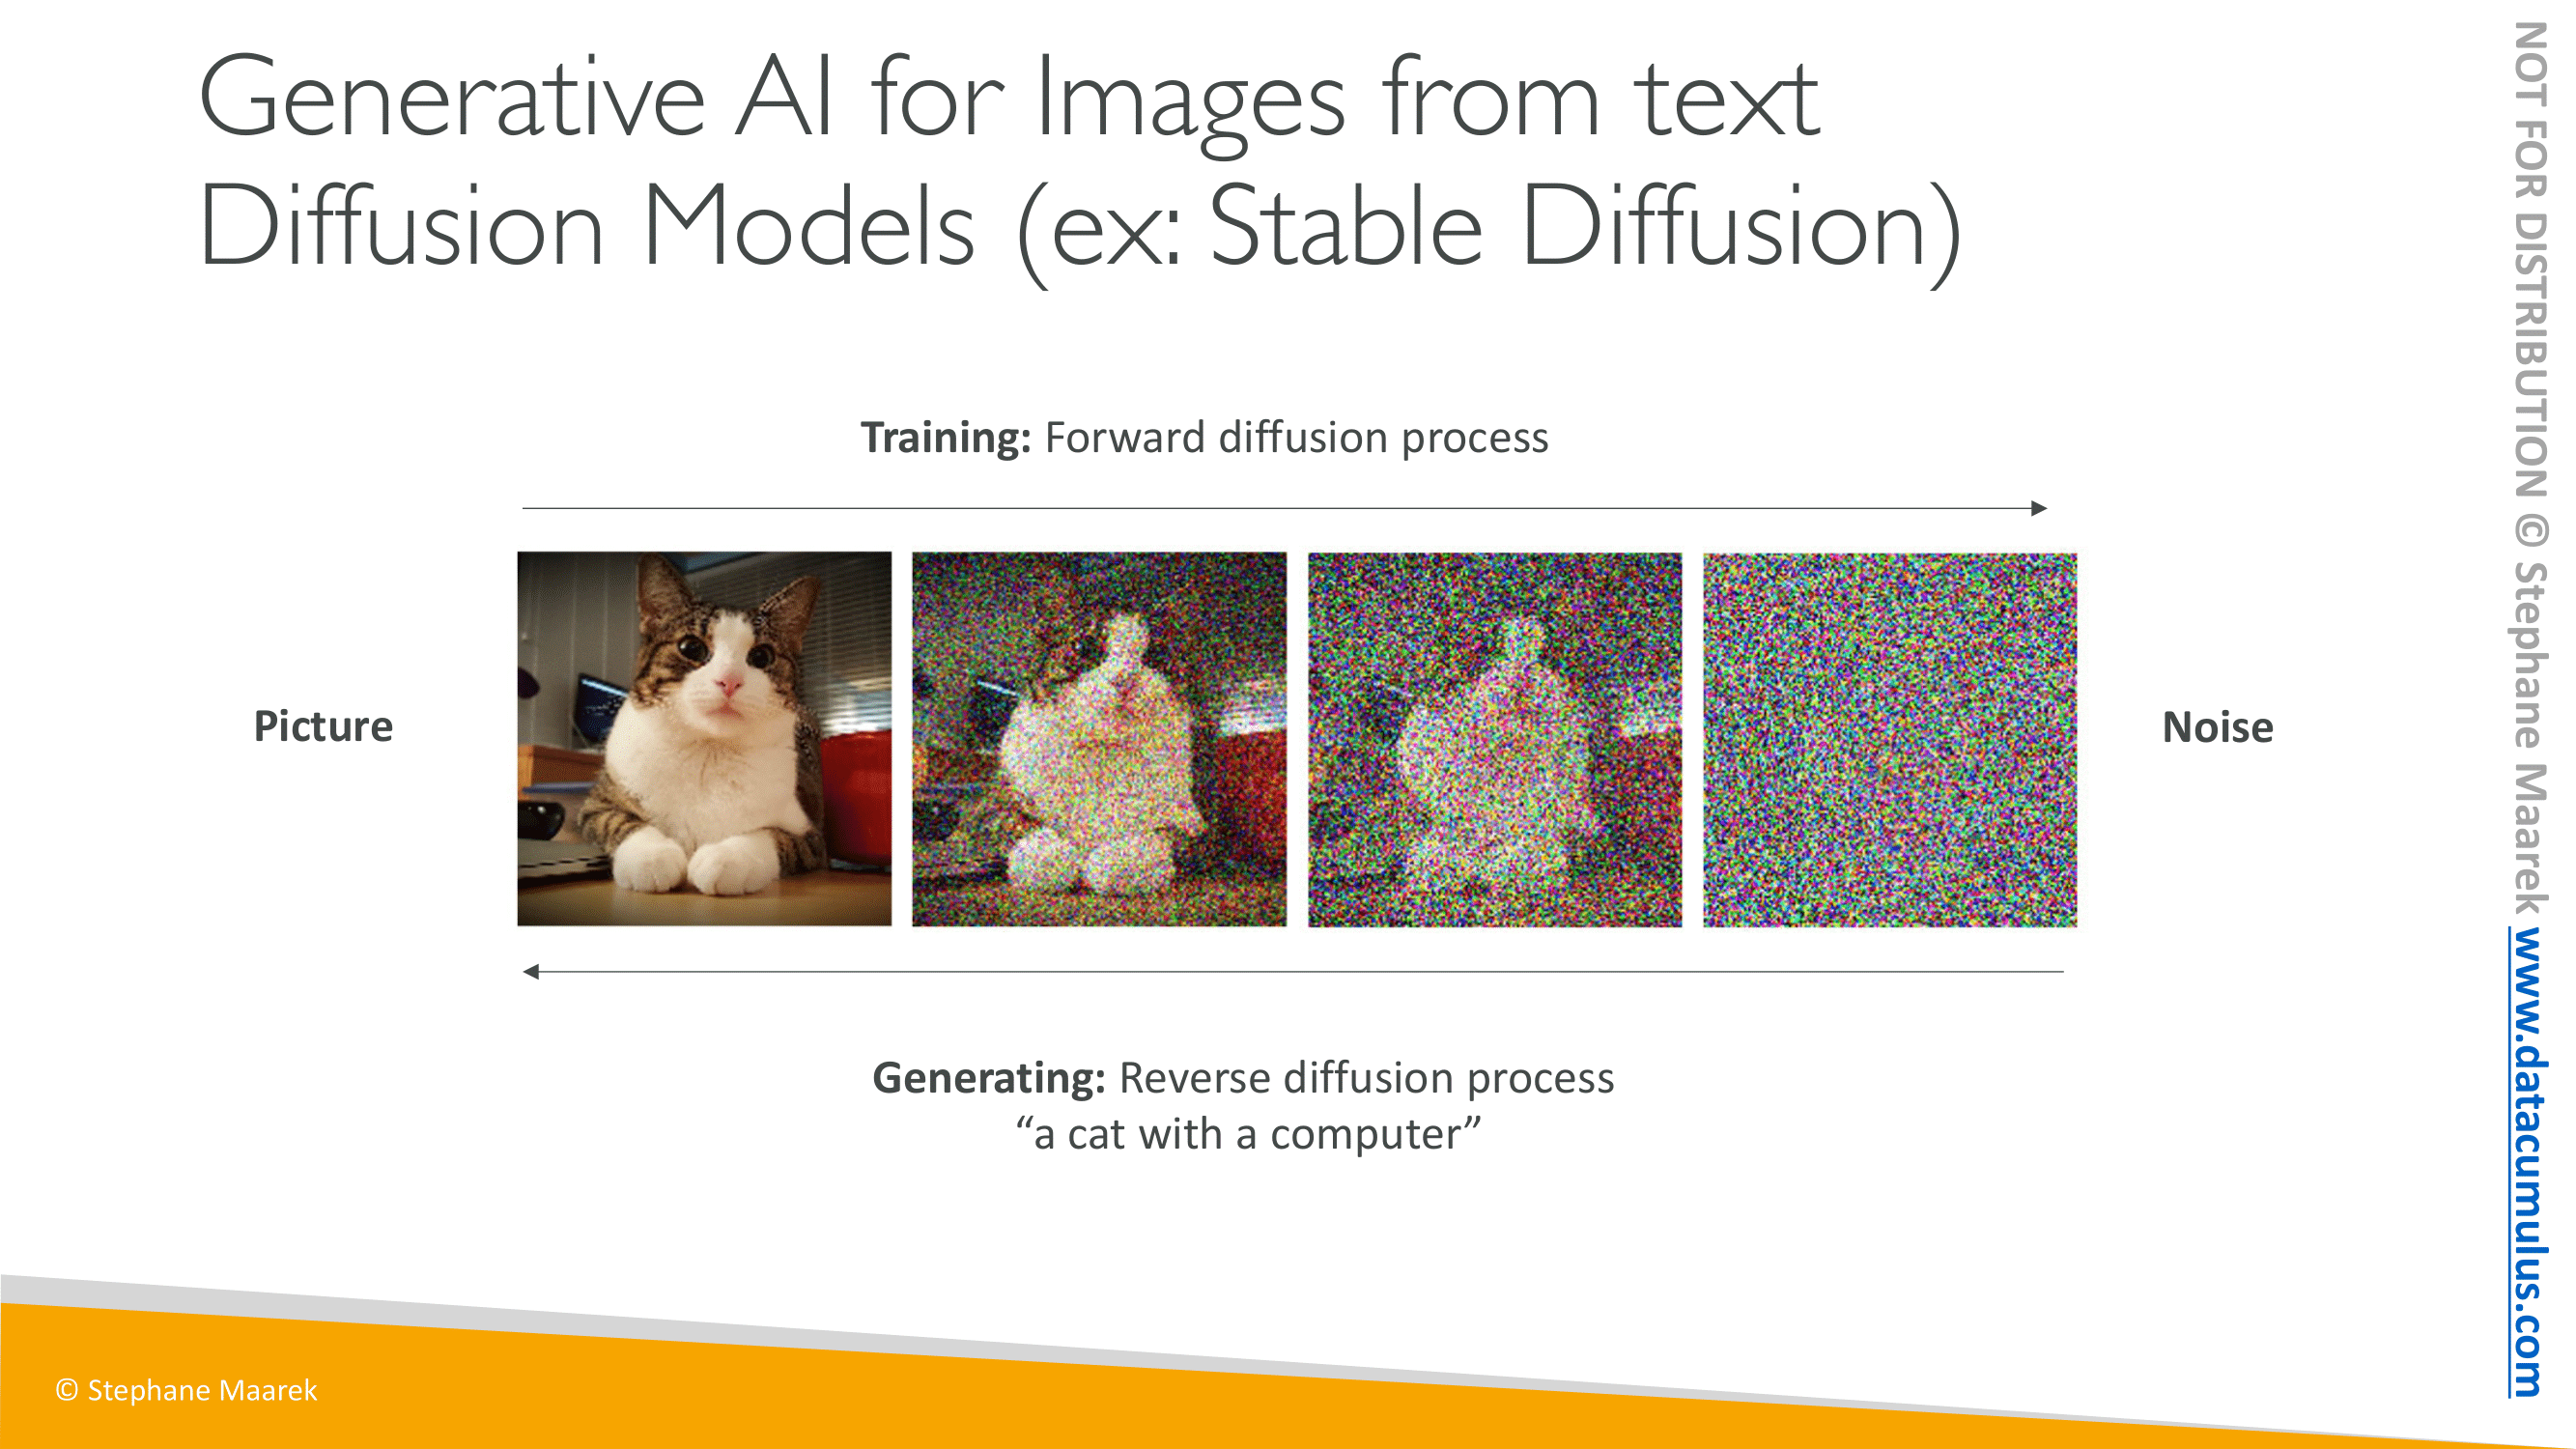 Generative AI for Images from text
Diffusion Models (ex: Stable Diffusion)
Training: Forward diffusion process
Picture
Noise
Generating: Reverse diffusion process
“a cat with a computer”
© Stephane Maarek
NOT FOR DISTRIBUTION © Stephane Maarek www.datacumulus.com